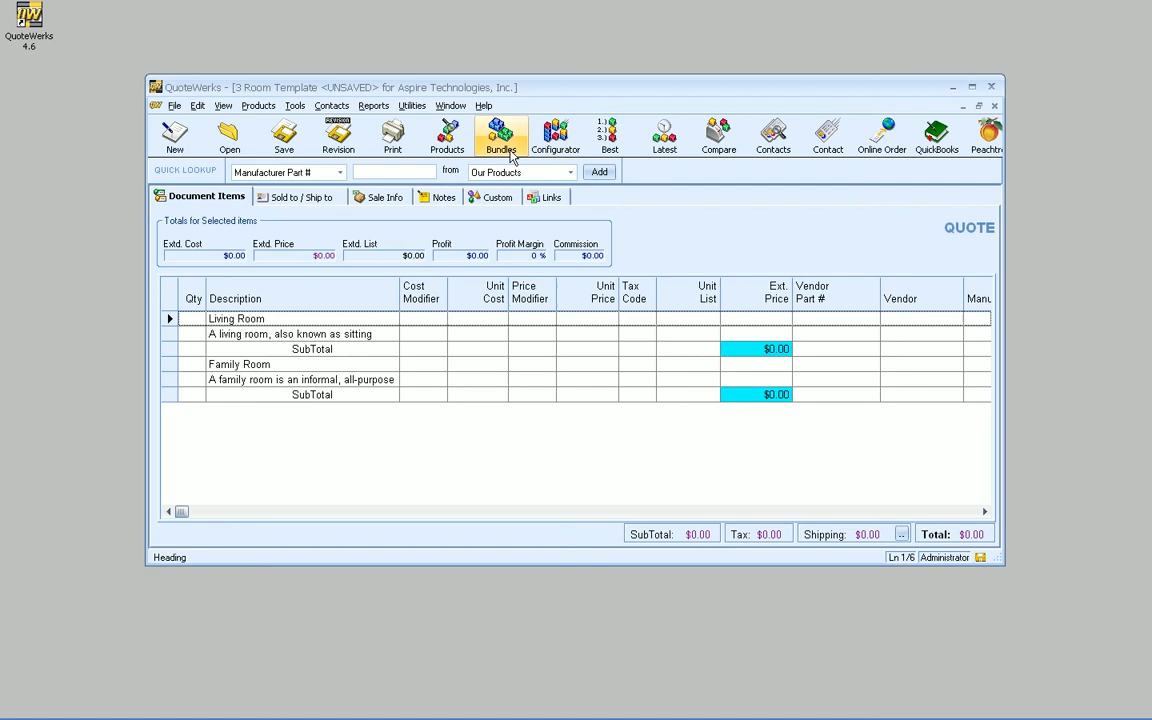 QuoteWerks
4.6
QuoteWerks - [3 Room Template <UNSAVED> for Aspire Technologies, Inc.]
File Edit View Products Tools Contacts Reports Utilities Window Help
New Open Save Revision Print Products Bundles Configurator Best Latest Compare Contacts Contact Online Order QuickBooks Peachtre
QUICK LOOKUP Manufacturer Part # from Our Products Add
Document Items Sold to / Ship to Sale Info Notes Custom Links
Totals for Selected items
QUOTE
Extd. Cost Extd. Price Extd. List Profit Profit Margin Commission
$0.00 $0.00 $0.00 $0.00 0 % $0.00
Qty Description Cost Modifier Unit Cost Price Modifier Unit Price Tax Code Unit List Ext. Price Vendor Part # Vendor Manu
Living Room
A living room, also known as sitting
SubTotal $0.00
Family Room
A family room is an informal, all-purpose
SubTotal $0.00
SubTotal: $0.00 Tax: $0.00 Shipping: $0.00 .. Total: $0.00
Heading Ln 1/6 Administrator